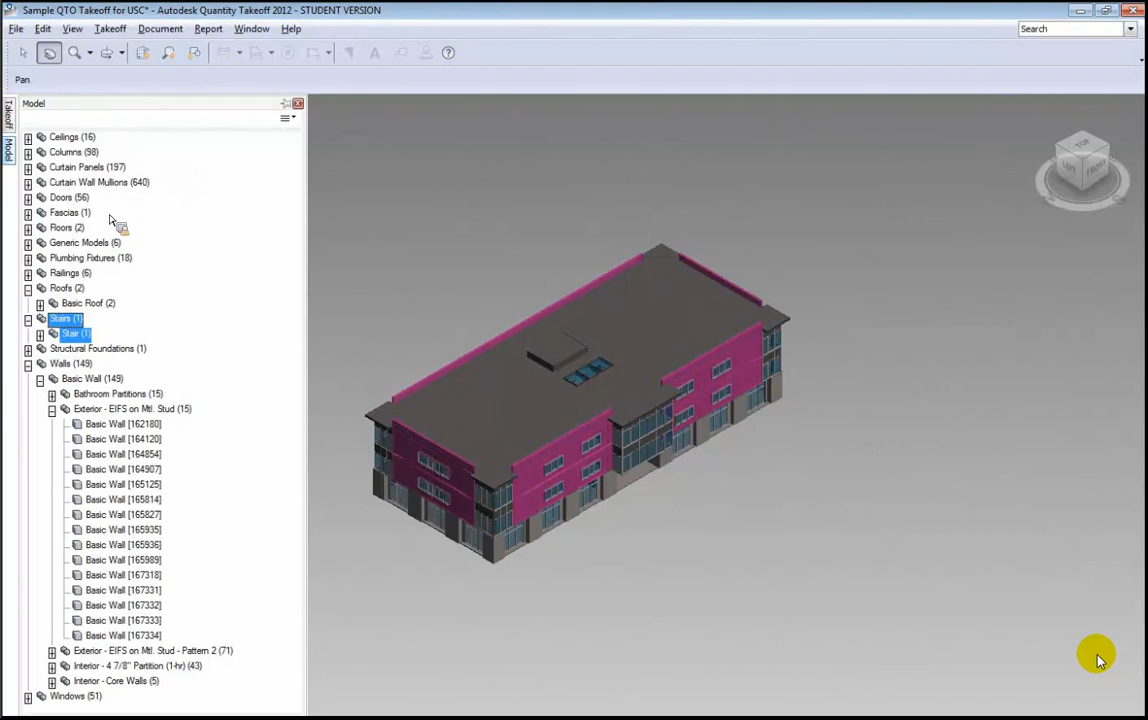 Sample QTO Takeoff for USC* - Autodesk Quantity Takeoff 2012 - STUDENT VERSION
File Edit View Takeoff Document Report Window Help
Search
Pan
Takeoff
Model
Model
Ceilings (16)
Columns (98)
Curtain Panels (197)
Curtain Wall Mullions (640)
Doors (56)
Fascias (1)
Floors (2)
Generic Models (6)
Plumbing Fixtures (18)
Railings (6)
Roofs (2)
Basic Roof (2)
Stairs (1)
Stair (1)
Structural Foundations (1)
Walls (149)
Basic Wall (149)
Bathroom Partitions (15)
Exterior - EIFS on Mtl. Stud (15)
Basic Wall [162180]
Basic Wall [164120]
Basic Wall [164854]
Basic Wall [164907]
Basic Wall [165125]
Basic Wall [165814]
Basic Wall [165827]
Basic Wall [165935]
Basic Wall [165936]
Basic Wall [165989]
Basic Wall [167318]
Basic Wall [167331]
Basic Wall [167332]
Basic Wall [167333]
Basic Wall [167334]
Exterior - EIFS on Mtl. Stud - Pattern 2 (71)
Interior - 4 7/8" Partition (1-hr) (43)
Interior - Core Walls (5)
Windows (51)
TOP
LEFT
FRONT